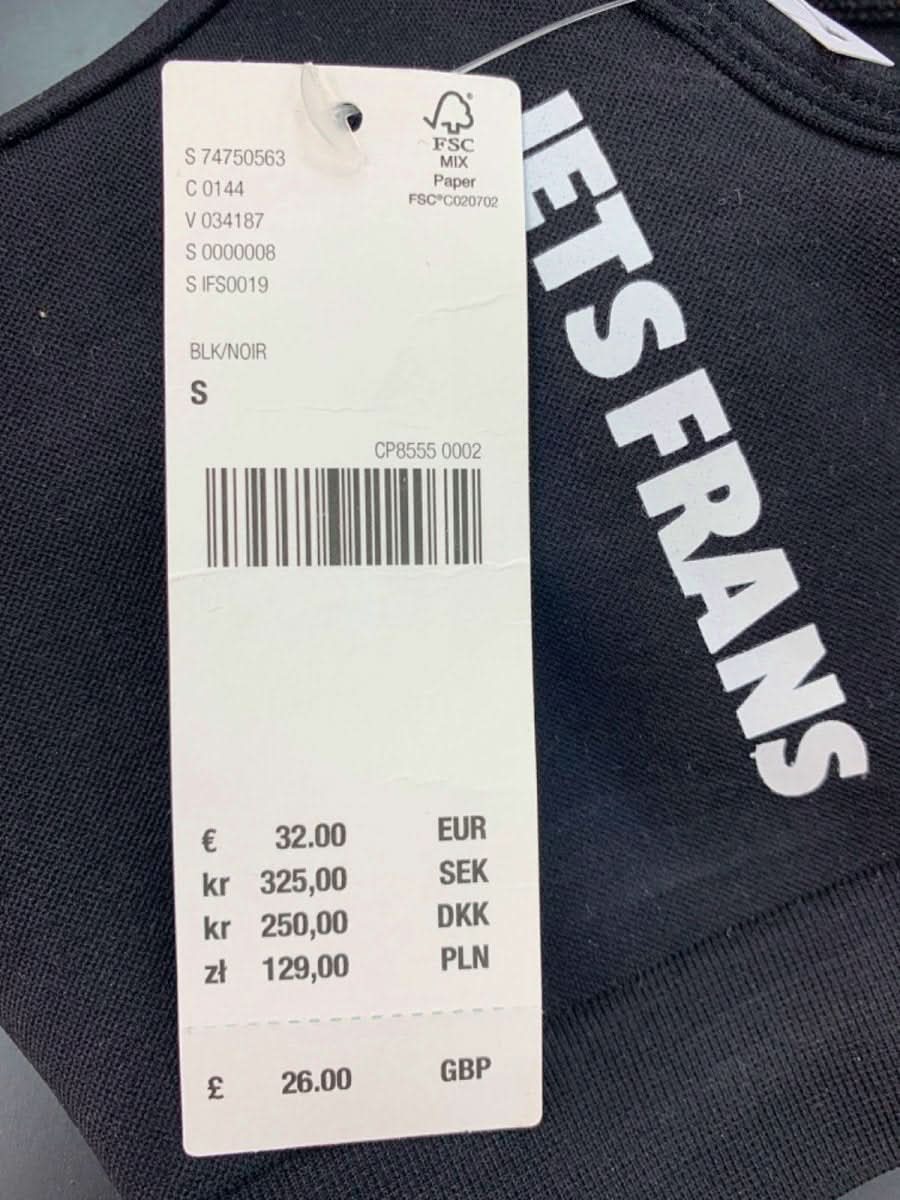 S 74750563
C 0144
V 034187
S 0000008
S IFS0019
FSC®
MIX
Paper
FSC®C020702
BLK/NOIR
S
CP8555 0002
€ 32.00 EUR
kr 325,00 SEK
kr 250,00 DKK
zł 129,00 PLN
£ 26.00 GBP
IETS FRANS